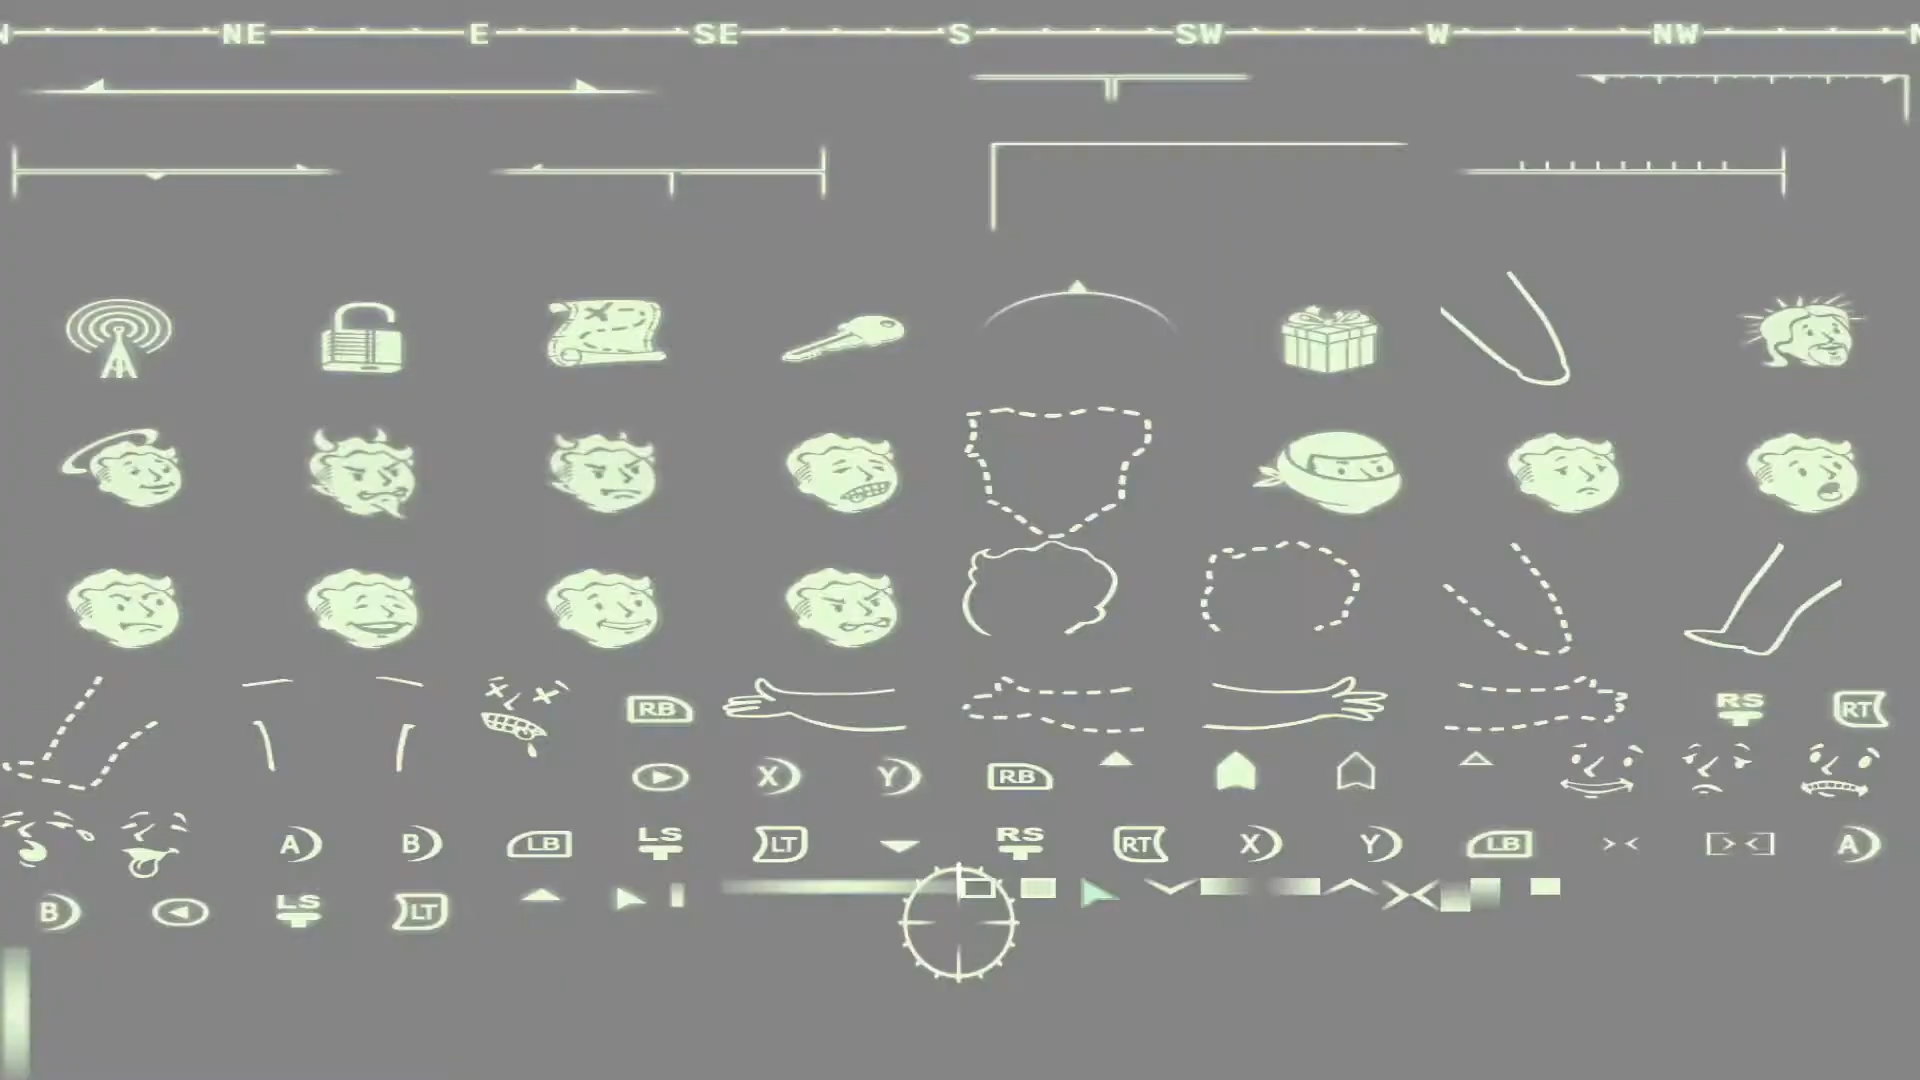 N NE E SE S SW W NW N
RB RS RT
X Y RB
A B LB LS LT RS RT X Y LB > < [> <] A
B LS LT